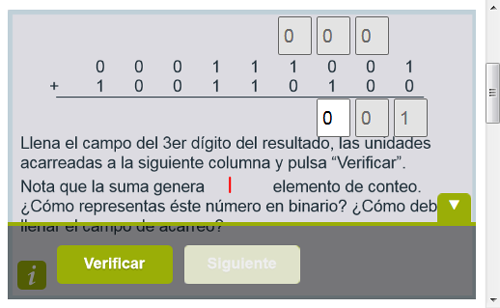 0 0 0
0 0 0 1 1 1 0 0 1
+ 1 0 0 1 1 0 1 0 0
0 0 1
Llena el campo del 3er dígito del resultado, las unidades
acarreadas a la siguiente columna y pulsa “Verificar”.
Nota que la suma genera | elemento de conteo.
¿Cómo representas éste número en binario? ¿Cómo deb
llenar el campo de acarreo?
i Verificar Siguiente